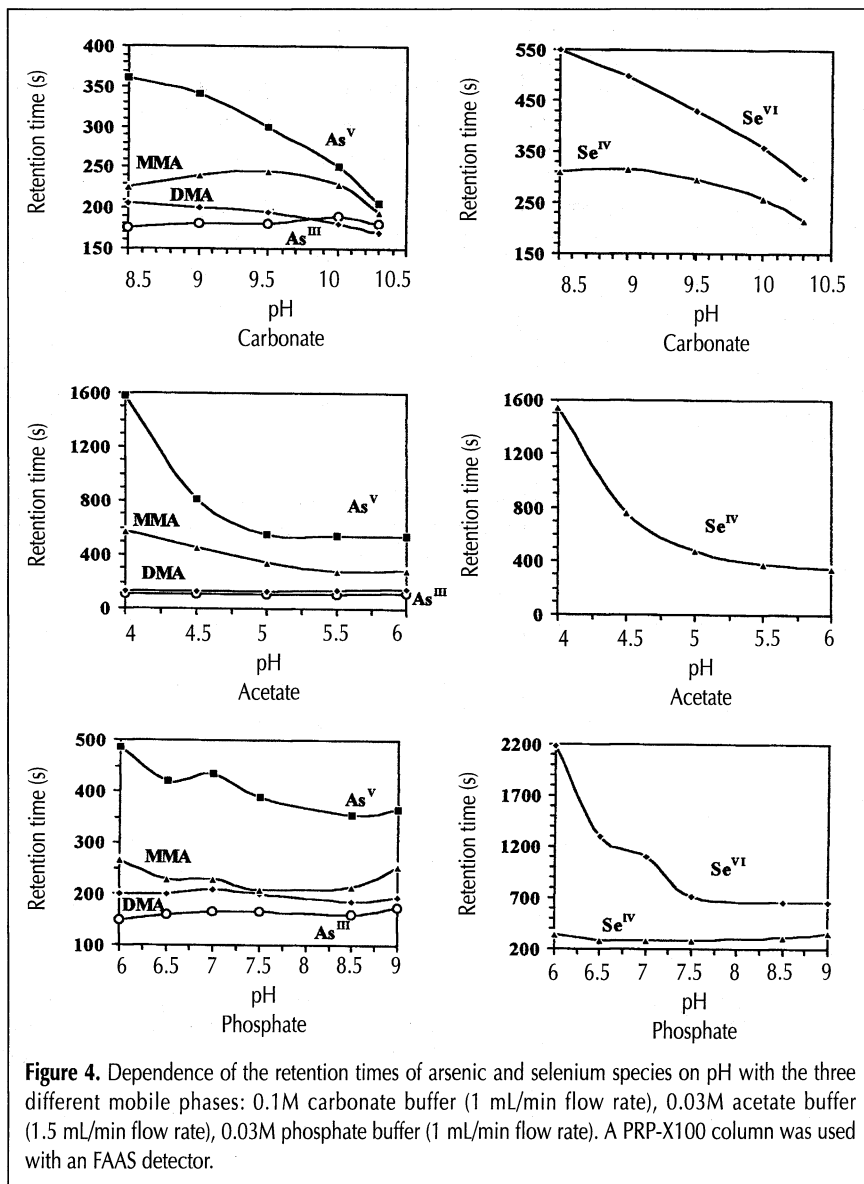 400
350
300
250
200
150
Retention time (s)
As^V
MMA
DMA
As^III
8.5 9 9.5 10 10.5
pH
Carbonate
550
450
350
250
150
Retention time (s)
Se^VI
Se^IV
8.5 9 9.5 10 10.5
pH
Carbonate
1600
1200
800
400
0
Retention time (s)
As^V
MMA
DMA
As^III
4 4.5 5 5.5 6
pH
Acetate
1600
1200
800
400
0
Retention time (s)
Se^IV
4 4.5 5 5.5 6
pH
Acetate
500
400
300
200
100
Retention time (s)
As^V
MMA
DMA
As^III
6 6.5 7 7.5 8 8.5 9
pH
Phosphate
2200
1700
1200
700
200
Retention time (s)
Se^VI
Se^IV
6 6.5 7 7.5 8 8.5 9
pH
Phosphate
Figure 4. Dependence of the retention times of arsenic and selenium species on pH with the three
different mobile phases: 0.1M carbonate buffer (1 mL/min flow rate), 0.03M acetate buffer
(1.5 mL/min flow rate), 0.03M phosphate buffer (1 mL/min flow rate). A PRP-X100 column was used
with an FAAS detector.